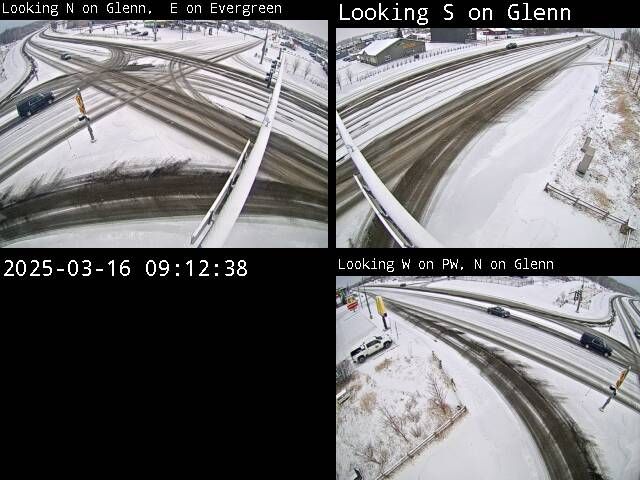 Looking N on Glenn,  E on Evergreen
Looking S on Glenn
2025-03-16 09:12:38
Looking W on PW, N on Glenn